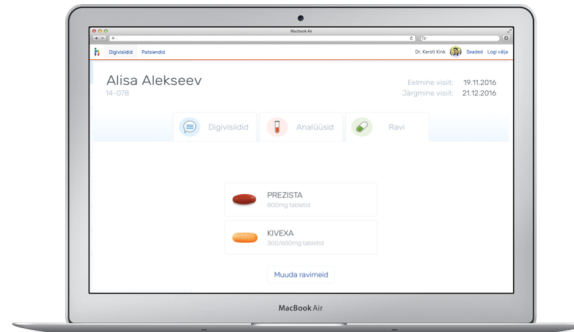 MacBook Air
Digivisiidid Patsiendid
Dr. Kersti Kink Seaded Logi välja
Alisa Alekseev
14-078
Eelmine visiit: 19.11.2016
Järgmine visiit: 21.12.2016
Digivisiidid Analüüsid Ravi
PREZISTA
800mg tabletid
KIVEXA
300/600mg tabletid
Muuda ravimeid
MacBook Air